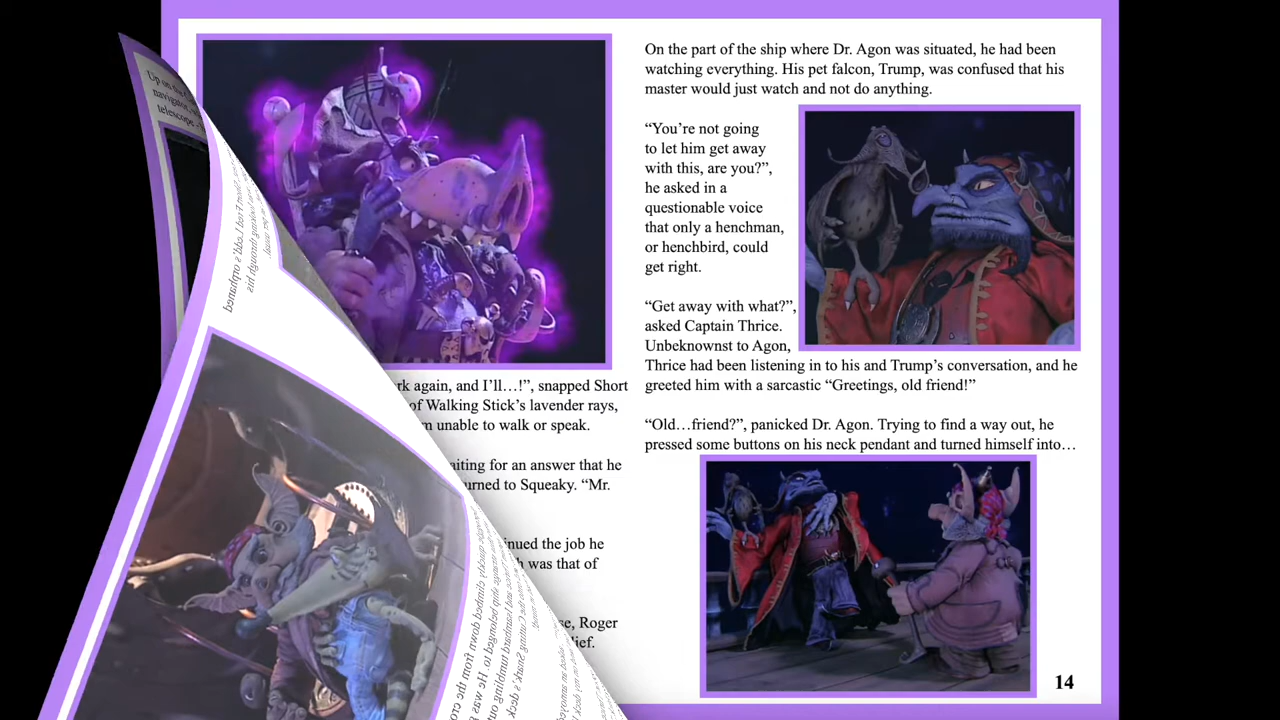 Up on
navigator
telescope
rk again, and I’ll…!”, snapped Short
of Walking Stick’s lavender rays,
m unable to walk or speak.
aiting for an answer that he
urned to Squeaky. “Mr.
inued the job he
h was that of
se, Roger
lief.
On the part of the ship where Dr. Agon was situated, he had been
watching everything. His pet falcon, Trump, was confused that his
master would just watch and not do anything.
“You’re not going
to let him get away
with this, are you?”,
he asked in a
questionable voice
that only a henchman,
or henchbird, could
get right.
“Get away with what?”,
asked Captain Thrice.
Unbeknownst to Agon,
Thrice had been listening in to his and Trump’s conversation, and he
greeted him with a sarcastic “Greetings, old friend!”
“Old…friend?”, panicked Dr. Agon. Trying to find a way out, he
pressed some buttons on his neck pendant and turned himself into…
14